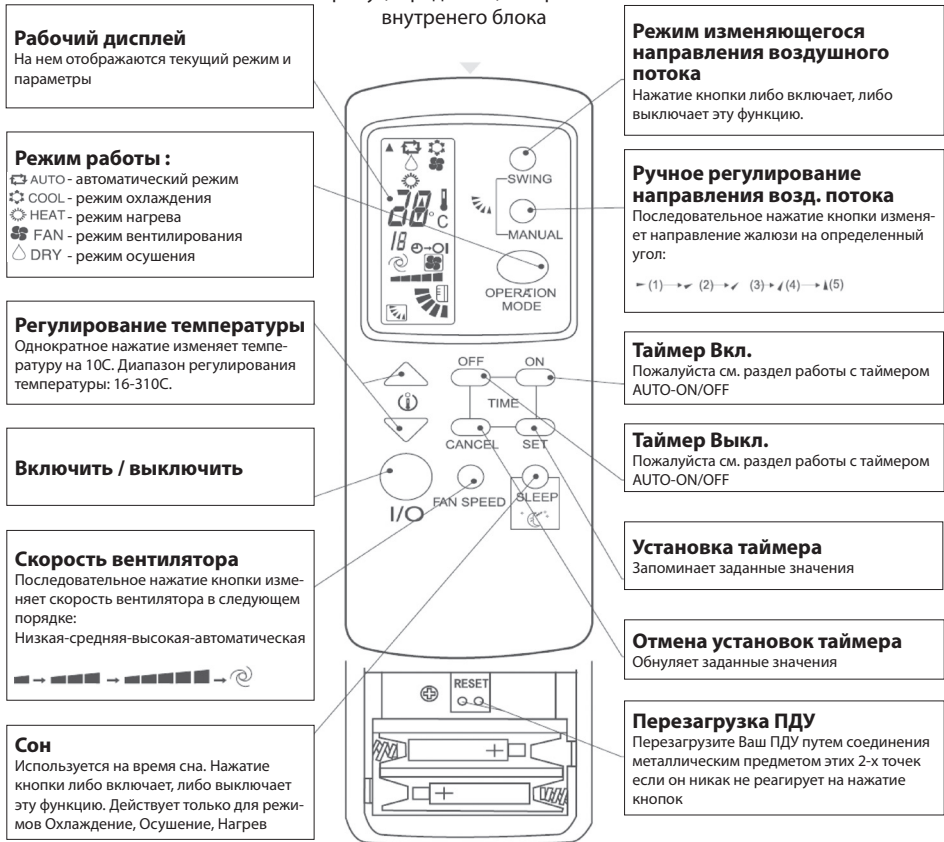 внутренего блока
Рабочий дисплей
На нем отображаются текущий режим и
параметры
Режим работы :
AUTO - автоматический режим
COOL - режим охлаждения
HEAT - режим нагрева
FAN - режим вентилирования
DRY - режим осушения
Регулирование температуры
Однократное нажатие изменяет темпе-
ратуру на 10С. Диапазон регулирования
температуры: 16-310С.
Включить / выключить
Скорость вентилятора
Последовательное нажатие кнопки изме-
няет скорость вентилятора в следующем
порядке:
Низкая-средняя-высокая-автоматическая
Сон
Используется на время сна. Нажатие
кнопки либо включает, либо выключает
эту функцию. Действует только для режи-
мов Охлаждение, Осушение, Нагрев
28°C
18
SWING
MANUAL
OPERATION
MODE
OFF
ON
TIME
CANCEL
SET
I/O
FAN SPEED
SLEEP
RESET
Режим изменяющегося
направления воздушного
потока
Нажатие кнопки либо включает, либо
выключает эту функцию.
Ручное регулирование
направления возд. потока
Последовательное нажатие кнопки изменя-
ет направление жалюзи на определенный
угол:
(1) → (2) → (3) → (4) → (5)
Таймер Вкл.
Пожалуйста см. раздел работы с таймером
AUTO-ON/OFF
Таймер Выкл.
Пожалуйста см. раздел работы с таймером
AUTO-ON/OFF
Установка таймера
Запоминает заданные значения
Отмена установок таймера
Обнуляет заданные значения
Перезагрузка ПДУ
Перезагрузите Ваш ПДУ путем соединения
металлическим предметом этих 2-х точек
если он никак не реагирует на нажатие
кнопок